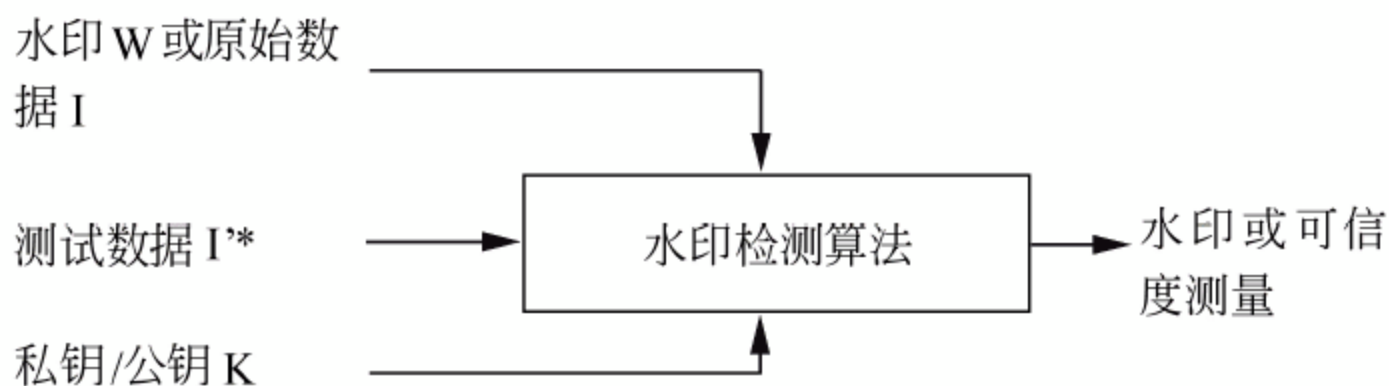 水印 W 或原始数
据 I
测试数据 I’*
水印检测算法
水印或可信
度测量
私钥/公钥 K